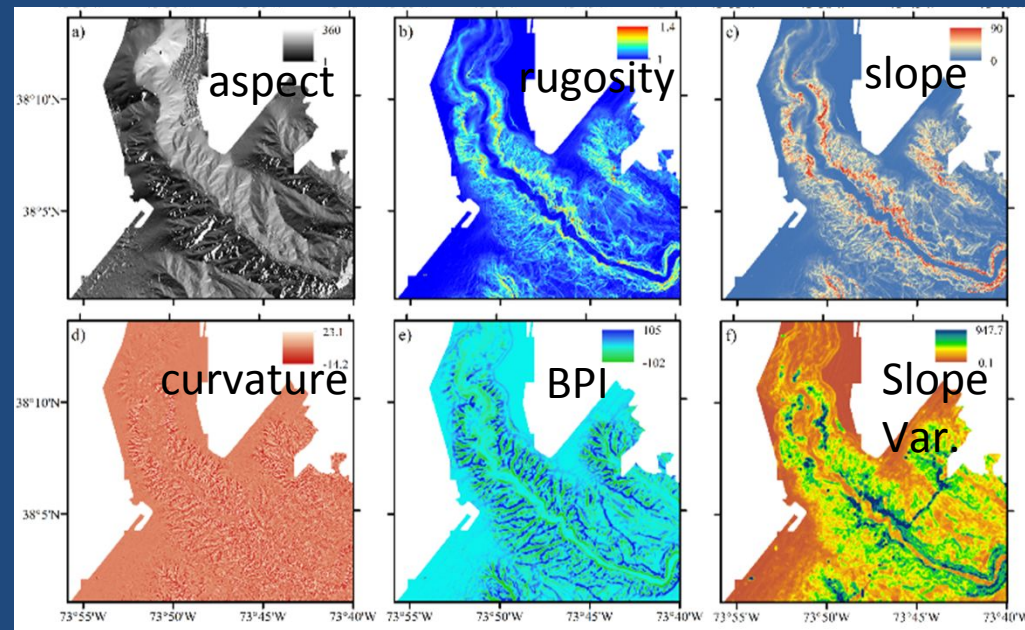 a)
360
1
aspect
b)
1.4
1
rugosity
c)
90
0
slope
38°10'N
38°5'N
d)
23.1
-14.2
curvature
e)
105
-102
BPI
f)
947.7
0.1
Slope
Var.
38°10'N
38°5'N
73°55'W 73°50'W 73°45'W 73°40'W
73°55'W 73°50'W 73°45'W 73°40'W
73°55'W 73°50'W 73°45'W 73°40'W